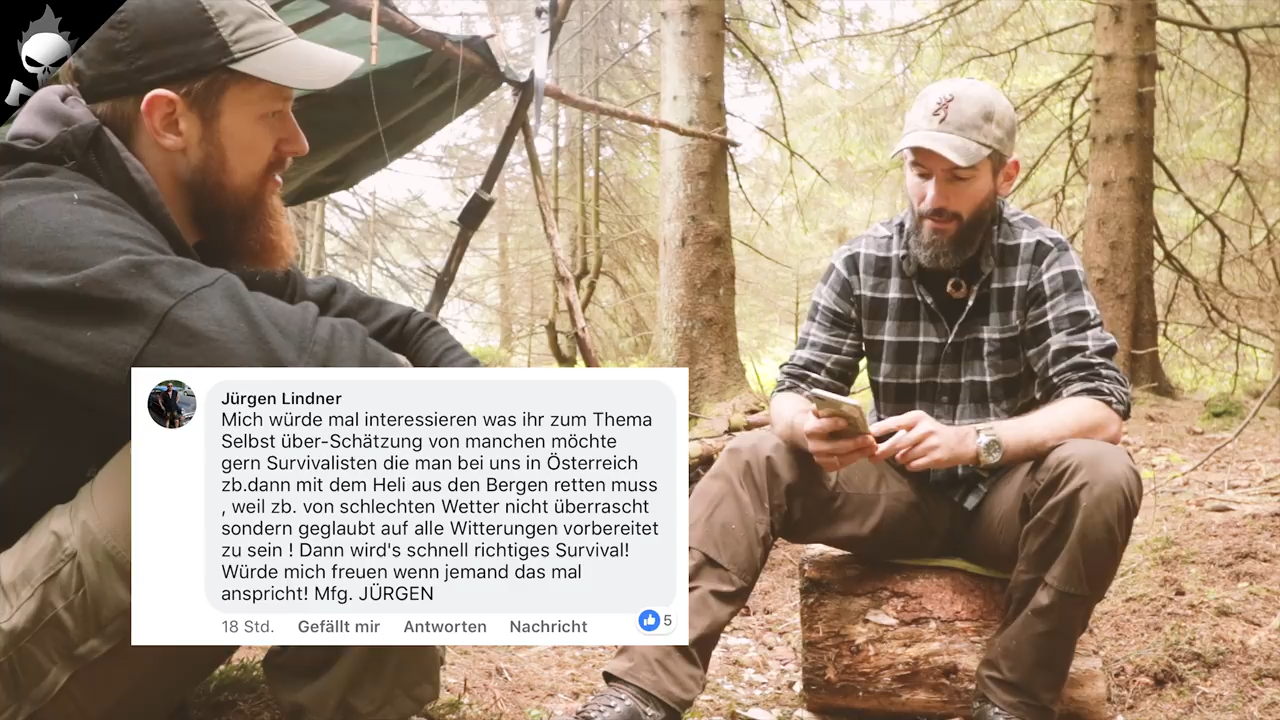 Jürgen Lindner
Mich würde mal interessieren was ihr zum Thema
Selbst über-Schätzung von manchen möchte
gern Survivalisten die man bei uns in Österreich
zb.dann mit dem Heli aus den Bergen retten muss
, weil zb. von schlechten Wetter nicht überrascht
sondern geglaubt auf alle Witterungen vorbereitet
zu sein ! Dann wird's schnell richtiges Survival!
Würde mich freuen wenn jemand das mal
anspricht! Mfg. JÜRGEN
18 Std. Gefällt mir Antworten Nachricht 5